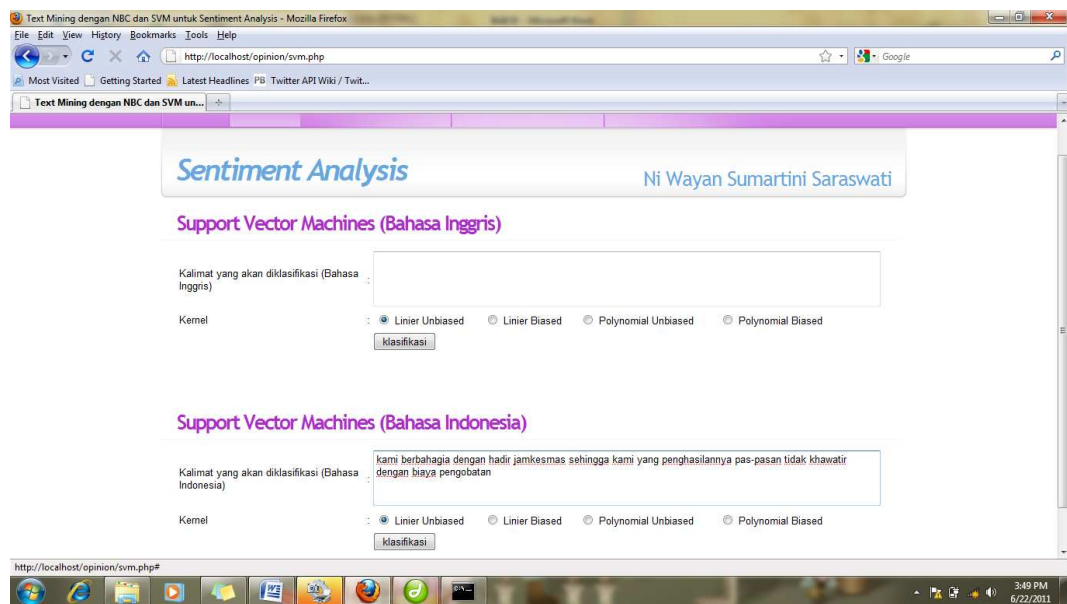 Text Mining dengan NBC dan SVM untuk Sentiment Analysis - Mozilla Firefox
File Edit View History Bookmarks Tools Help
http://localhost/opinion/svm.php
Google
Most Visited Getting Started Latest Headlines PB Twitter API Wiki / Twit...
Text Mining dengan NBC dan SVM un...
Sentiment Analysis
Ni Wayan Sumartini Saraswati
Support Vector Machines (Bahasa Inggris)
Kalimat yang akan diklasifikasi (Bahasa
Inggris) :
Kernel : Linier Unbiased Linier Biased Polynomial Unbiased Polynomial Biased
klasifikasi
Support Vector Machines (Bahasa Indonesia)
Kalimat yang akan diklasifikasi (Bahasa
Indonesia) :
kami berbahagia dengan hadir jamkesmas sehingga kami yang penghasilannya pas-pasan tidak khawatir
dengan biaya pengobatan
Kernel : Linier Unbiased Linier Biased Polynomial Unbiased Polynomial Biased
klasifikasi
http://localhost/opinion/svm.php#
3:49 PM
6/22/2011